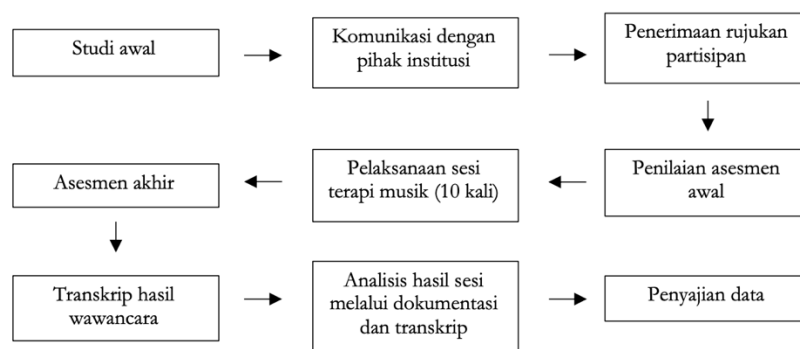 Studi awal
Komunikasi dengan
pihak institusi
Penerimaan rujukan
partisipan
Penilaian asesmen
awal
Pelaksanaan sesi
terapi musik (10 kali)
Asesmen akhir
Transkrip hasil
wawancara
Analisis hasil sesi
melalui dokumentasi
dan transkrip
Penyajian data